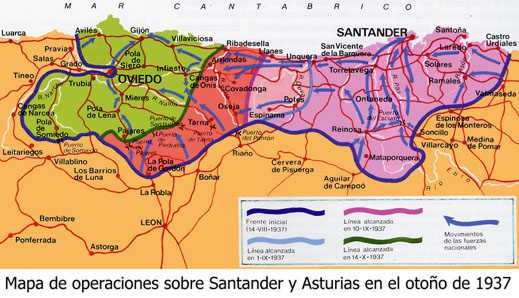 M A R C A N T Á B R I C O
Luarca
Avilés
Gijón
Villaviciosa
Ribadesella
Llanes
Unquera
San Vicente
de la Barquera
SANTANDER
Santoña
Laredo
Castro
Urdiales
Pravia
Salas
Grado
Pola
de
Siero
OVIEDO
Infiesto
Arriondas
Cangas
de Onís
Covadonga
Torrelavega
Solares
Ramales
Valmaseda
Tineo
Trubia
Mieres
R. Nalón
Oseja
Potes
Ontaneda
Cangas
de Narcea
Pola
de
Somiedo
Pola
de Lena
Pajares
Tarna
Espinama
Reinosa
Espinosa
de los Monteros
Soncillo
Villarcayo
Medina
de Pomar
Leitariegos
Villablino
Los Barrios
de Luna
La Pola
de Gordón
Riaño
Boñar
Cervera
de Pisuerga
Mataporquera
Aguilar
de Campoó
Río Ebro
La Robla
Bembibre
Ponferrada
LEÓN
Astorga
Frente inicial
(14-VIII-1937)
Línea alcanzada
en 10-IX-1937
Movimientos
de las fuerzas
nacionales
Línea alcanzada
en 1-IX-1937
Línea alcanzada
en 14-X-1937
Mapa de operaciones sobre Santander y Asturias en el otoño de 1937